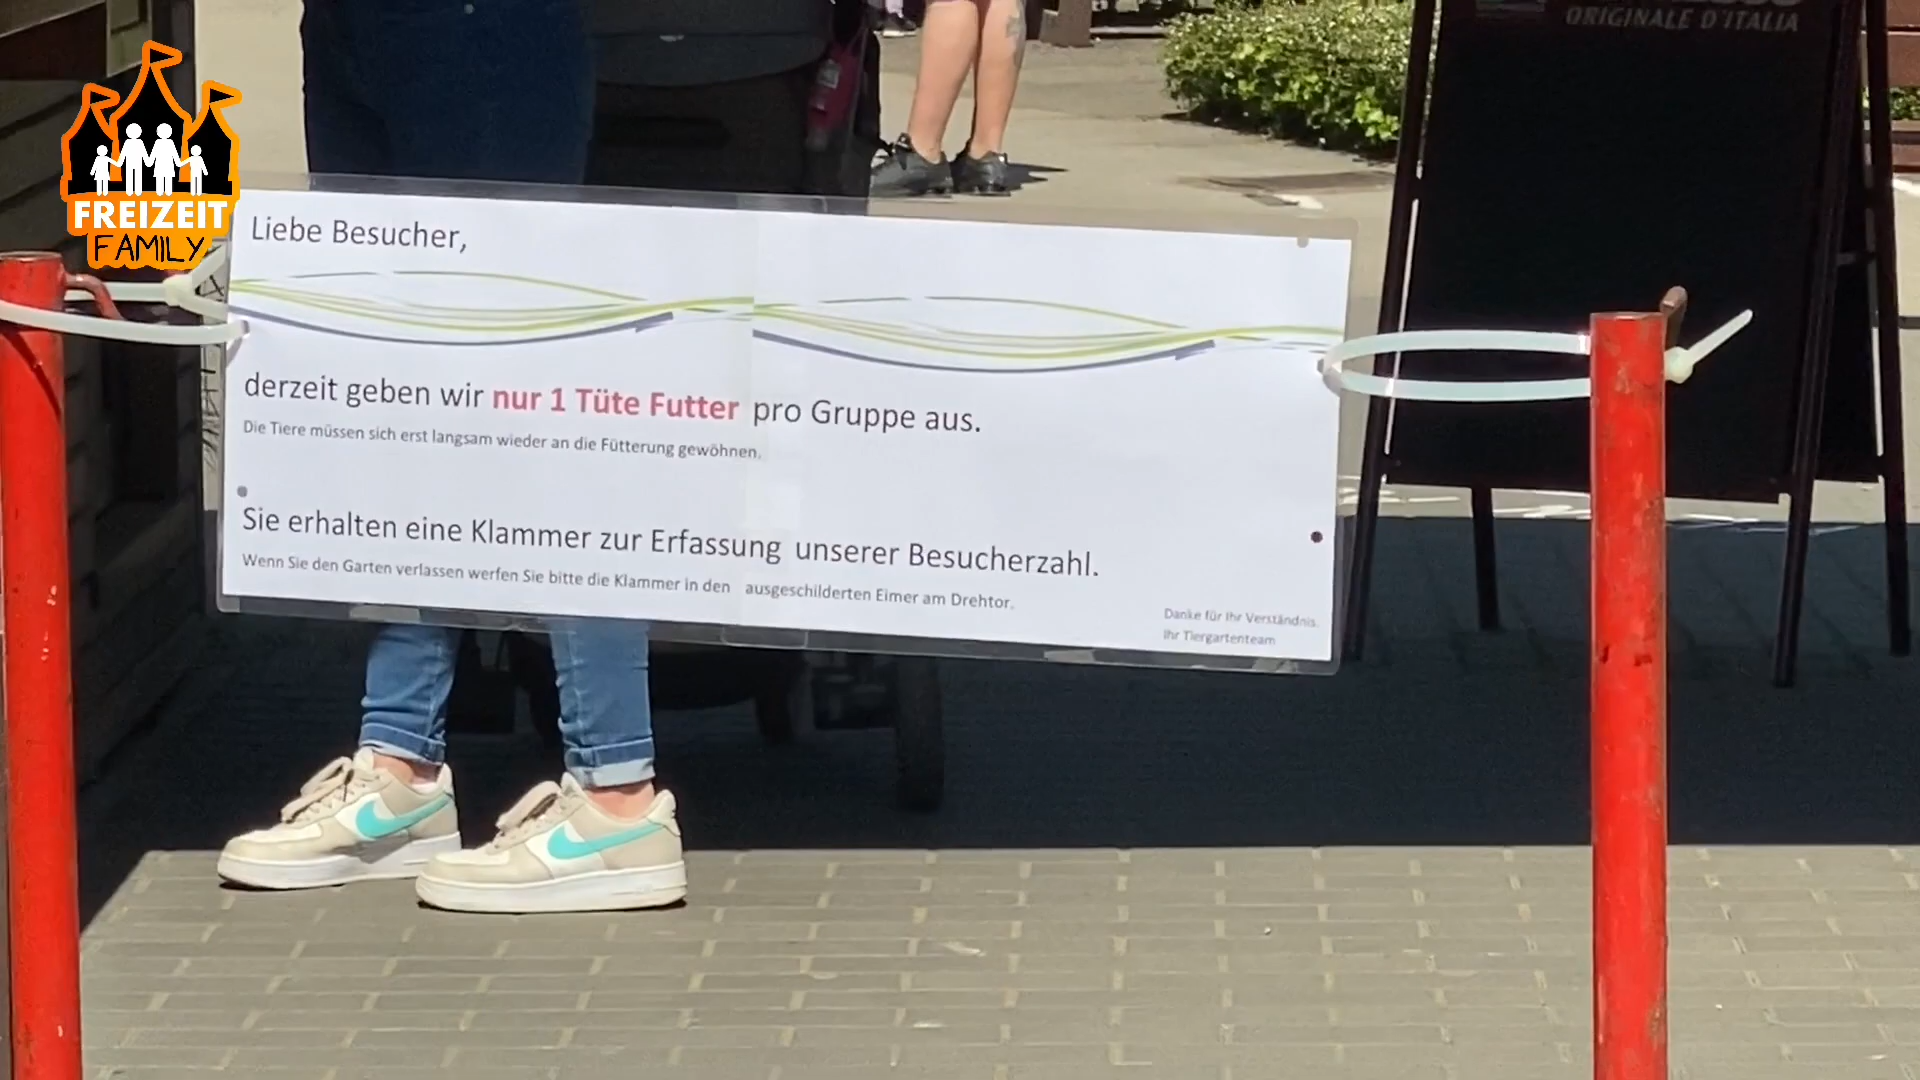 ORIGINALE D'ITALIA
FREIZEIT
FAMILY
Liebe Besucher,
derzeit geben wir nur 1 Tüte Futter pro Gruppe aus.
Die Tiere müssen sich erst langsam wieder an die Fütterung gewöhnen.
Sie erhalten eine Klammer zur Erfassung unserer Besucherzahl.
Wenn Sie den Garten verlassen werfen Sie bitte die Klammer in den ausgeschilderten Eimer am Drehtor.
Danke für Ihr Verständnis.
Ihr Tiergartenteam